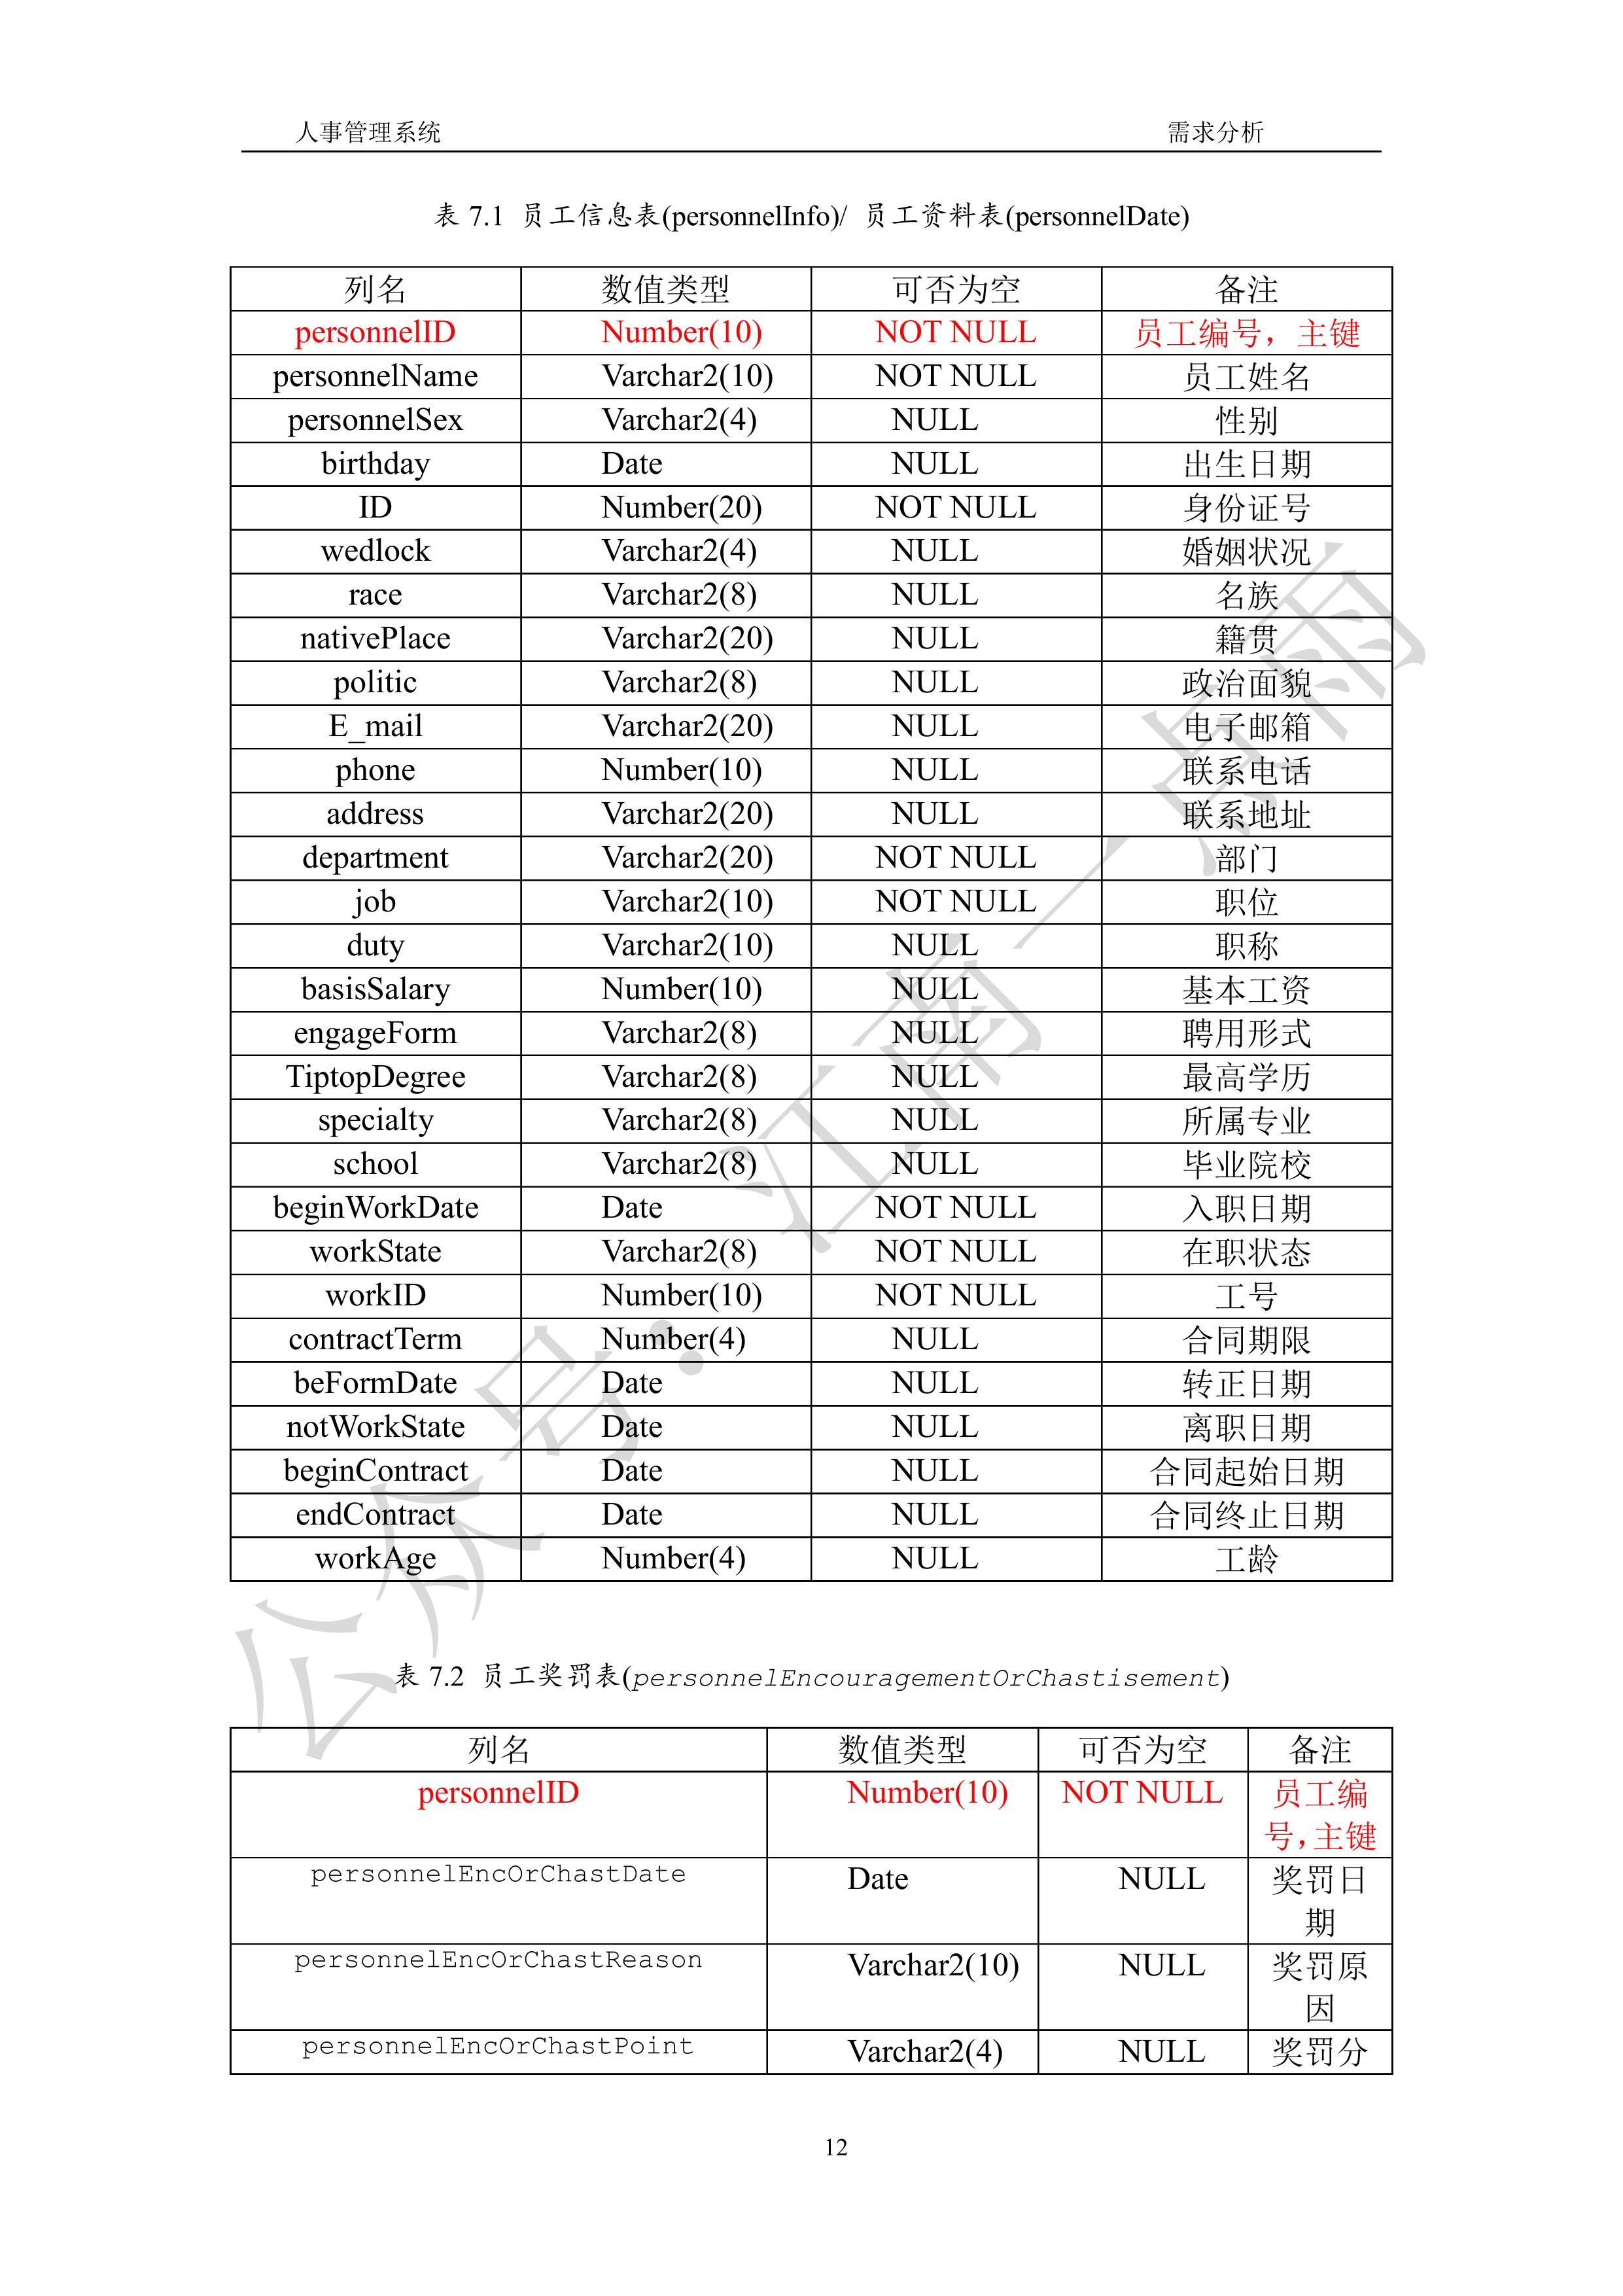 人事管理系统 需求分析
表 7.1 员工信息表(personnelInfo)/ 员工资料表(personnelDate)
列名 数值类型 可否为空 备注
personnelID Number(10) NOT NULL 员工编号，主键
personnelName Varchar2(10) NOT NULL 员工姓名
personnelSex Varchar2(4) NULL 性别
birthday Date NULL 出生日期
ID Number(20) NOT NULL 身份证号
wedlock Varchar2(4) NULL 婚姻状况
race Varchar2(8) NULL 名族
nativePlace Varchar2(20) NULL 籍贯
politic Varchar2(8) NULL 政治面貌
E_mail Varchar2(20) NULL 电子邮箱
phone Number(10) NULL 联系电话
address Varchar2(20) NULL 联系地址
department Varchar2(20) NOT NULL 部门
job Varchar2(10) NOT NULL 职位
duty Varchar2(10) NULL 职称
basisSalary Number(10) NULL 基本工资
engageForm Varchar2(8) NULL 聘用形式
TiptopDegree Varchar2(8) NULL 最高学历
specialty Varchar2(8) NULL 所属专业
school Varchar2(8) NULL 毕业院校
beginWorkDate Date NOT NULL 入职日期
workState Varchar2(8) NOT NULL 在职状态
workID Number(10) NOT NULL 工号
contractTerm Number(4) NULL 合同期限
beFormDate Date NULL 转正日期
notWorkState Date NULL 离职日期
beginContract Date NULL 合同起始日期
endContract Date NULL 合同终止日期
workAge Number(4) NULL 工龄
表 7.2 员工奖罚表(personnelEncouragementOrChastisement)
列名 数值类型 可否为空 备注
personnelID Number(10) NOT NULL 员工编
号，主键
personnelEncOrChastDate Date NULL 奖罚日
期
personnelEncOrChastReason Varchar2(10) NULL 奖罚原
因
personnelEncOrChastPoint Varchar2(4) NULL 奖罚分
12
公众号：江南一点雨